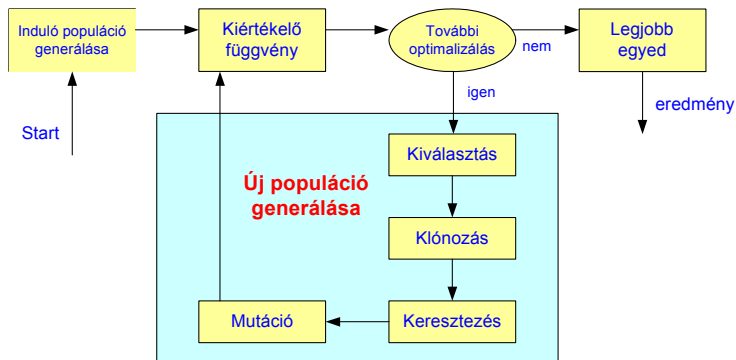 Induló populáció
generálása
Kiértékelő
függvény
További
optimalizálás
nem
Legjobb
egyed
igen
eredmény
Start
Kiválasztás
Új populáció
generálása
Klónozás
Mutáció
Keresztezés